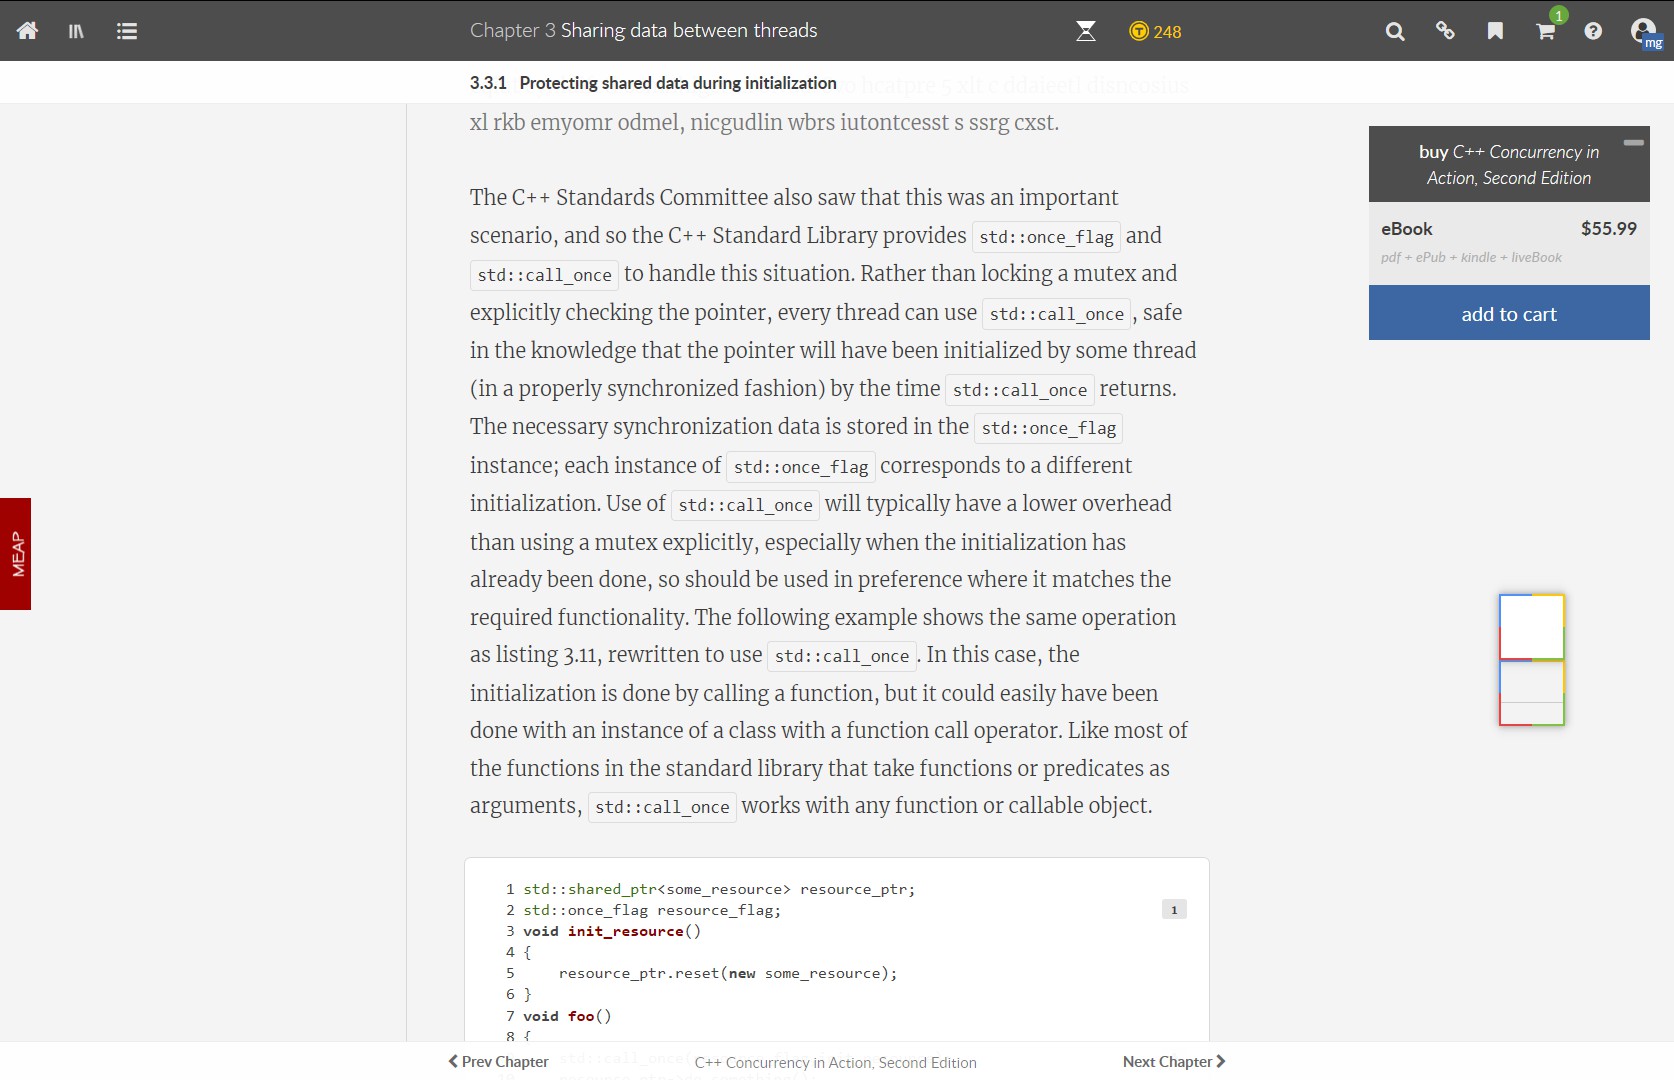 Chapter 3 Sharing data between threads
248
1
mg
3.3.1 Protecting shared data during initialization
xl rkb emyomr odmel, nicgudlin wbrs iutontcesst s ssrg cxst.
The C++ Standards Committee also saw that this was an important
scenario, and so the C++ Standard Library provides std::once_flag and
std::call_once to handle this situation. Rather than locking a mutex and
explicitly checking the pointer, every thread can use std::call_once, safe
in the knowledge that the pointer will have been initialized by some thread
(in a properly synchronized fashion) by the time std::call_once returns.
The necessary synchronization data is stored in the std::once_flag
instance; each instance of std::once_flag corresponds to a different
initialization. Use of std::call_once will typically have a lower overhead
than using a mutex explicitly, especially when the initialization has
already been done, so should be used in preference where it matches the
required functionality. The following example shows the same operation
as listing 3.11, rewritten to use std::call_once. In this case, the
initialization is done by calling a function, but it could easily have been
done with an instance of a class with a function call operator. Like most of
the functions in the standard library that take functions or predicates as
arguments, std::call_once works with any function or callable object.
1 std::shared_ptr<some_resource> resource_ptr;
2 std::once_flag resource_flag;
1
3 void init_resource()
4 {
5     resource_ptr.reset(new some_resource);
6 }
7 void foo()
8 {
Prev Chapter
C++ Concurrency in Action, Second Edition
Next Chapter
MEAP
buy C++ Concurrency in
Action, Second Edition
eBook $55.99
pdf + ePub + kindle + liveBook
add to cart